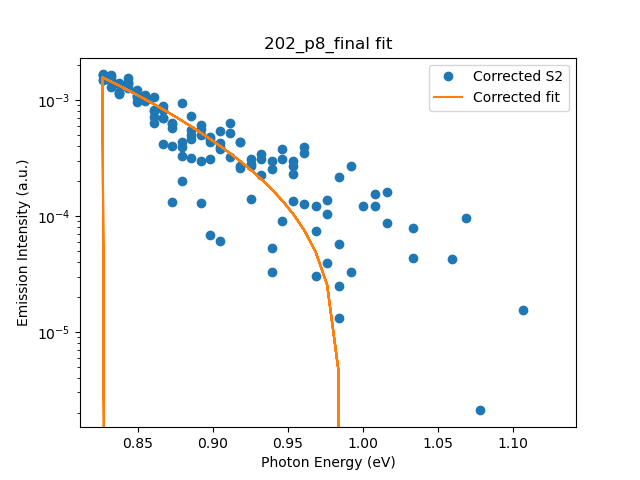 202_p8_final fit
Corrected S2
Corrected fit
Emission Intensity (a.u.)
10⁻³
10⁻⁴
10⁻⁵
0.85 0.90 0.95 1.00 1.05 1.10
Photon Energy (eV)